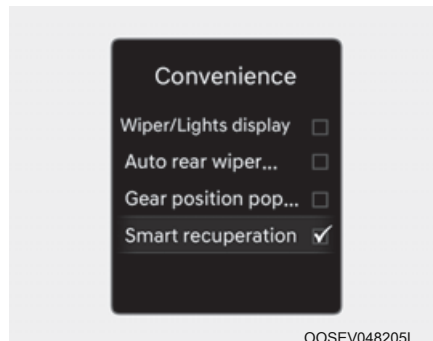 Convenience
Wiper/Lights display
Auto rear wiper...
Gear position pop...
Smart recuperation
OOSEV048205L